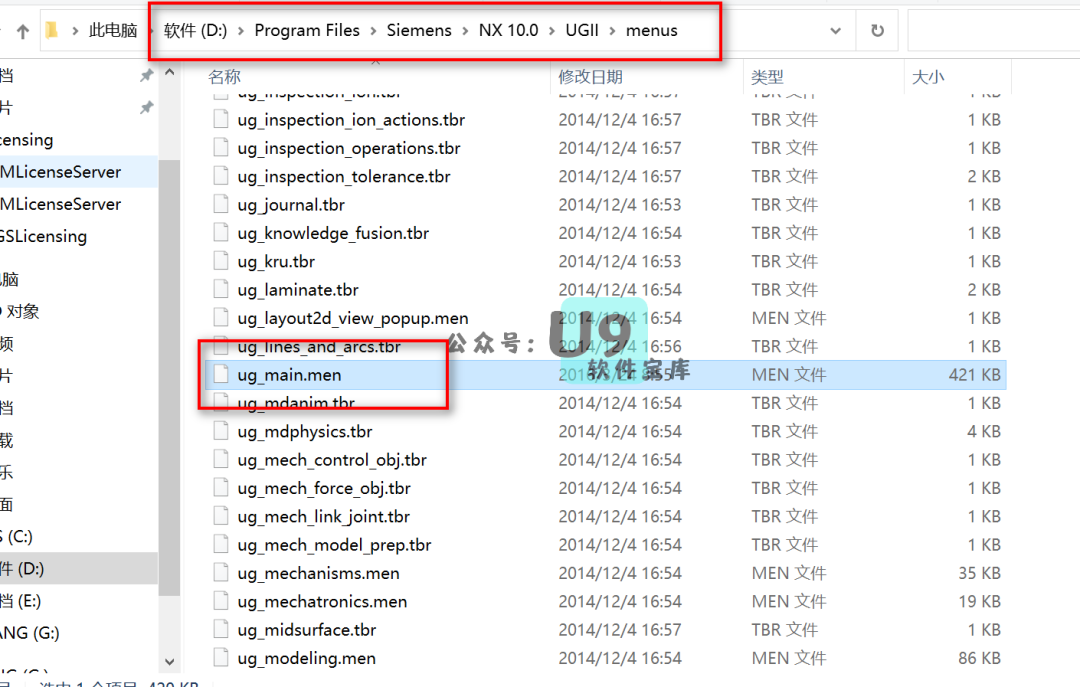 此电脑 › 软件 (D:) › Program Files › Siemens › NX 10.0 › UGII › menus
名称 修改日期 类型 大小
ug_inspection_ion.tbr 2014/12/4 16:57 TBR 文件 1 KB
ug_inspection_ion_actions.tbr 2014/12/4 16:57 TBR 文件 1 KB
ug_inspection_operations.tbr 2014/12/4 16:57 TBR 文件 1 KB
ug_inspection_tolerance.tbr 2014/12/4 16:57 TBR 文件 2 KB
ug_journal.tbr 2014/12/4 16:53 TBR 文件 1 KB
ug_knowledge_fusion.tbr 2014/12/4 16:54 TBR 文件 1 KB
ug_kru.tbr 2014/12/4 16:53 TBR 文件 1 KB
ug_laminate.tbr 2014/12/4 16:54 TBR 文件 2 KB
ug_layout2d_view_popup.men 2014/12/4 16:54 MEN 文件 1 KB
ug_lines_and_arcs.tbr 16:56 TBR 文件 1 KB
ug_main.men MEN 文件 421 KB
ug_mdanim.tbr 2014/12/4 16:54 TBR 文件 1 KB
ug_mdphysics.tbr 2014/12/4 16:54 TBR 文件 4 KB
ug_mech_control_obj.tbr 2014/12/4 16:54 TBR 文件 1 KB
ug_mech_force_obj.tbr 2014/12/4 16:54 TBR 文件 1 KB
ug_mech_link_joint.tbr 2014/12/4 16:54 TBR 文件 1 KB
ug_mech_model_prep.tbr 2014/12/4 16:54 TBR 文件 1 KB
ug_mechanisms.men 2014/12/4 16:54 MEN 文件 35 KB
ug_mechatronics.men 2014/12/4 16:54 MEN 文件 19 KB
ug_midsurface.tbr 2014/12/4 16:57 TBR 文件 1 KB
ug_modeling.men 2014/12/4 16:54 MEN 文件 86 KB
档
片
censing
MLicenseServer
MLicenseServer
GSLicensing
脑
对象
频
片
档
载
乐
面
S (C:)
件 (D:)
档 (E:)
ANG (G:)
选中 1 个项目 420 KB
公众号：
U9
软件宝库